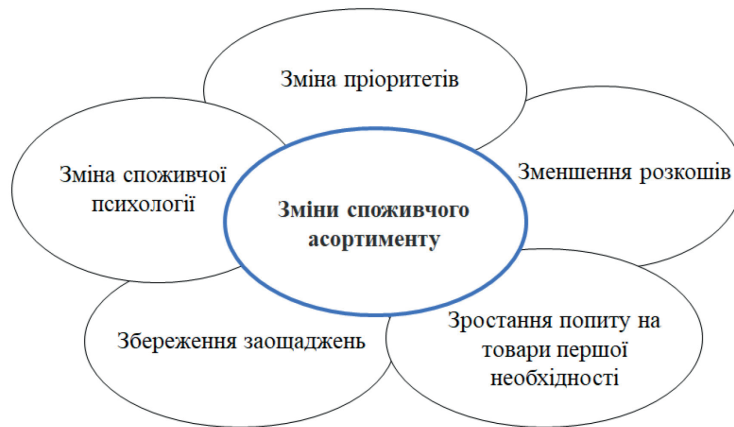 Зміна пріоритетів
Зміна споживчої
психології
Зменшення розкошів
Зміни споживчого
асортименту
Збереження заощаджень
Зростання попиту на
товари першої
необхідності